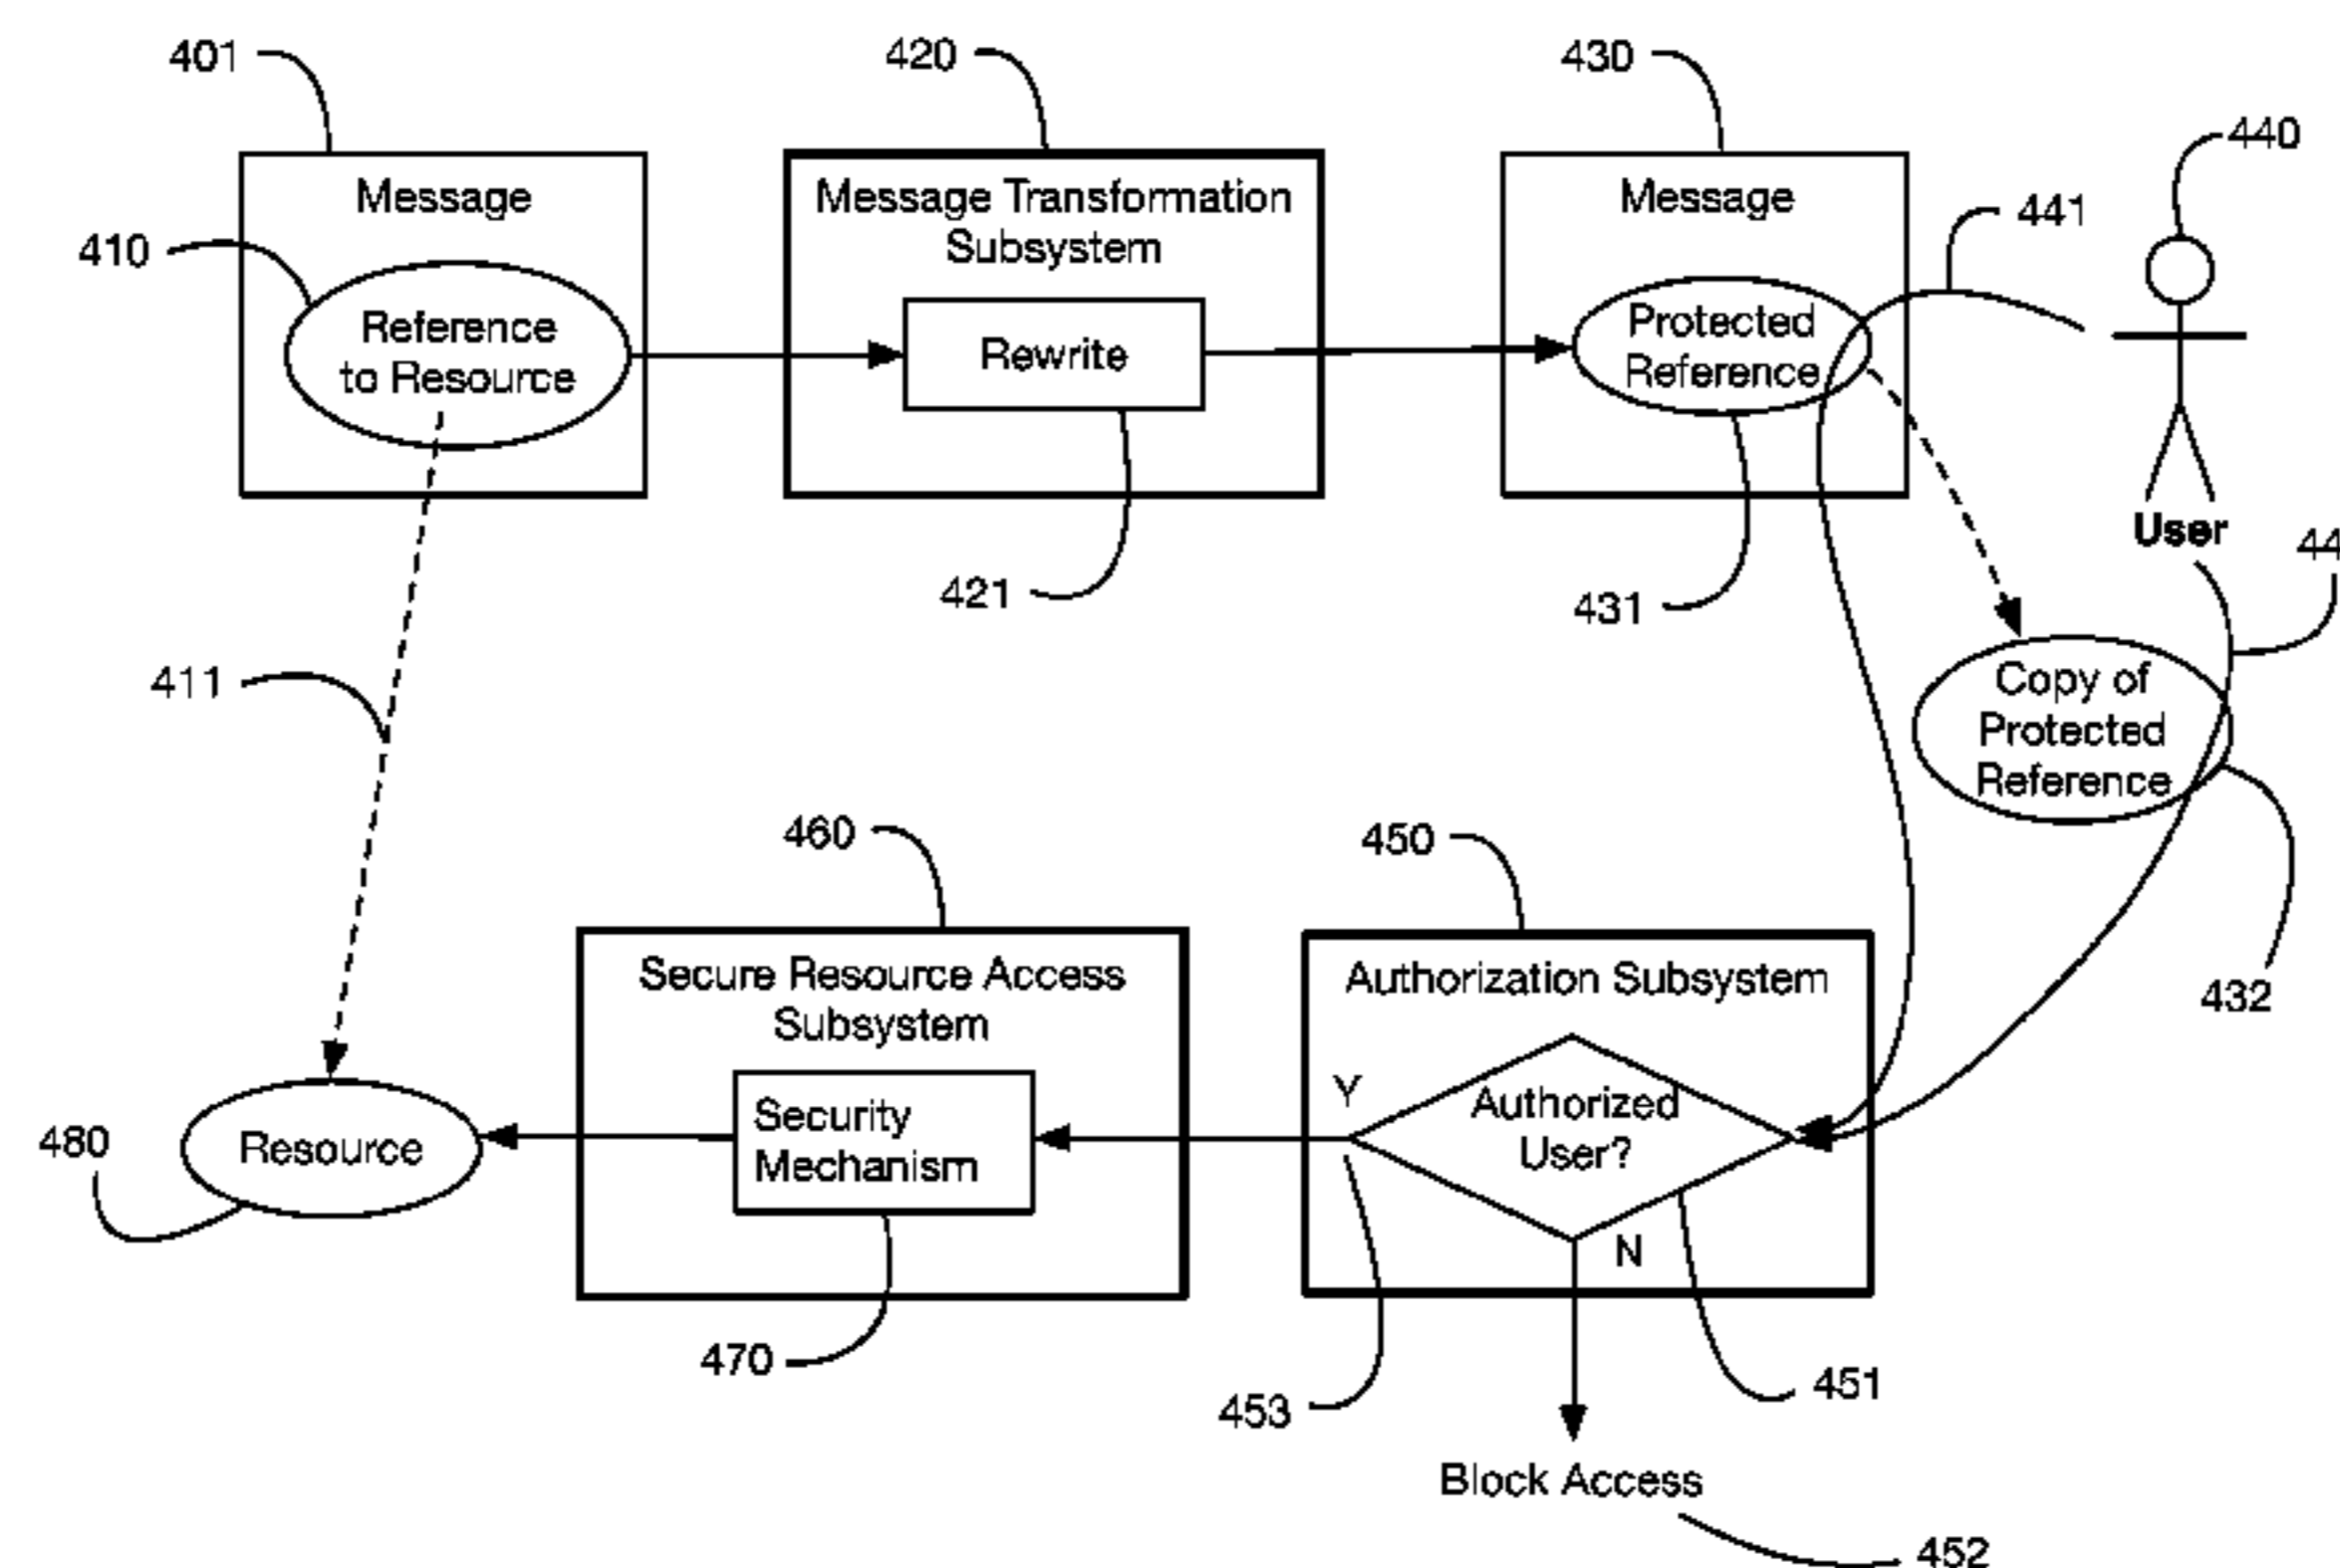 401
420
430
440
Message
Message Transformation
Subsystem
Message
441
410
Reference
to Resource
Rewrite
Protected
Reference
User
44
421
431
411
Copy of
Protected
Reference
460
450
432
Secure Resource Access
Subsystem
Authorization Subsystem
480
Resource
Security
Mechanism
Y
Authorized
User?
N
470
453
451
Block Access
452